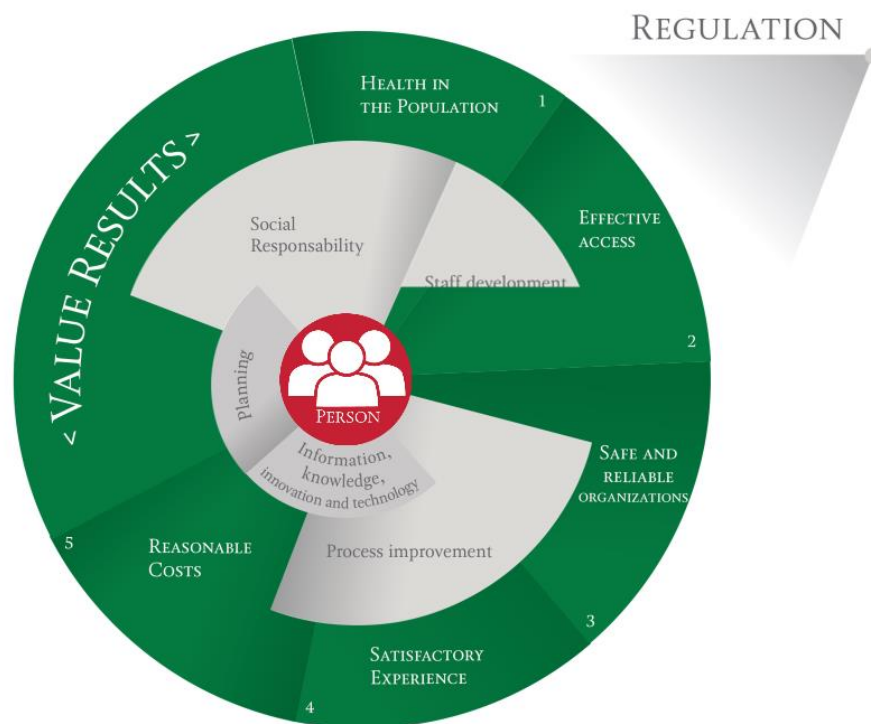 REGULATION
HEALTH IN
THE POPULATION
1
< VALUE RESULTS >
Social
Responsability
EFFECTIVE
ACCESS
Staff development
2
Planning
PERSON
Information,
knowledge,
innovation and technology
SAFE AND
RELIABLE
ORGANIZATIONS
Process improvement
5
REASONABLE
COSTS
3
SATISFACTORY
EXPERIENCE
4